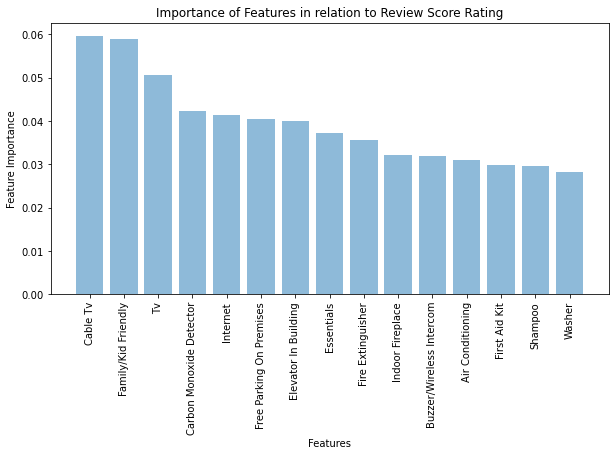 Importance of Features in relation to Review Score Rating
Feature Importance
0.06
0.05
0.04
0.03
0.02
0.01
0.00
Cable Tv
Family/Kid Friendly
Tv
Carbon Monoxide Detector
Internet
Free Parking On Premises
Elevator In Building
Essentials
Fire Extinguisher
Indoor Fireplace
Buzzer/Wireless Intercom
Air Conditioning
First Aid Kit
Shampoo
Washer
Features